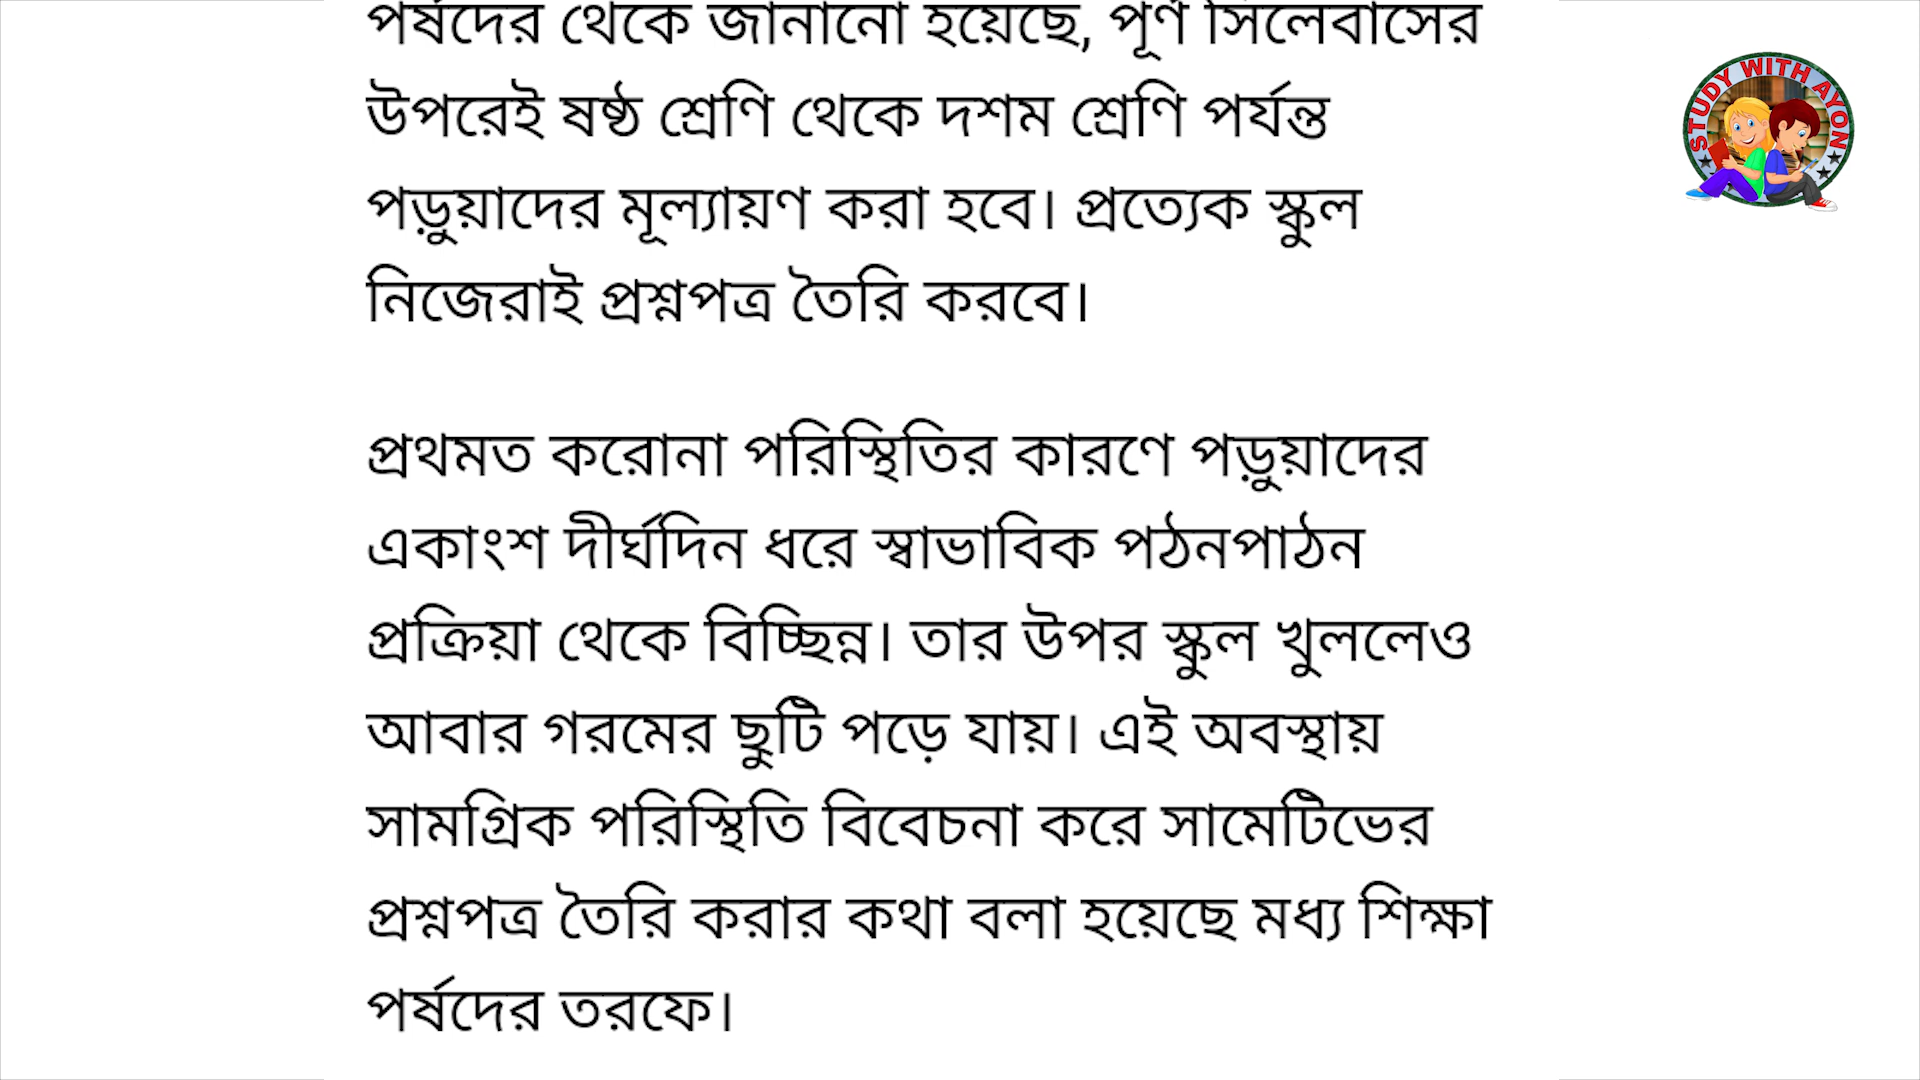 পর্ষদের থেকে জানানো হয়েছে, পূর্ণ সিলেবাসের
উপরেই ষষ্ঠ শ্রেণি থেকে দশম শ্রেণি পর্যন্ত
পড়ুয়াদের মূল্যায়ণ করা হবে। প্রত্যেক স্কুল
নিজেরাই প্রশ্নপত্র তৈরি করবে।
প্রথমত করোনা পরিস্থিতির কারণে পড়ুয়াদের
একাংশ দীর্ঘদিন ধরে স্বাভাবিক পঠনপাঠন
প্রক্রিয়া থেকে বিচ্ছিন্ন। তার উপর স্কুল খুললেও
আবার গরমের ছুটি পড়ে যায়। এই অবস্থায়
সামগ্রিক পরিস্থিতি বিবেচনা করে সামেটিভের
প্রশ্নপত্র তৈরি করার কথা বলা হয়েছে মধ্য শিক্ষা
পর্ষদের তরফে।
STUDY WITH AYON